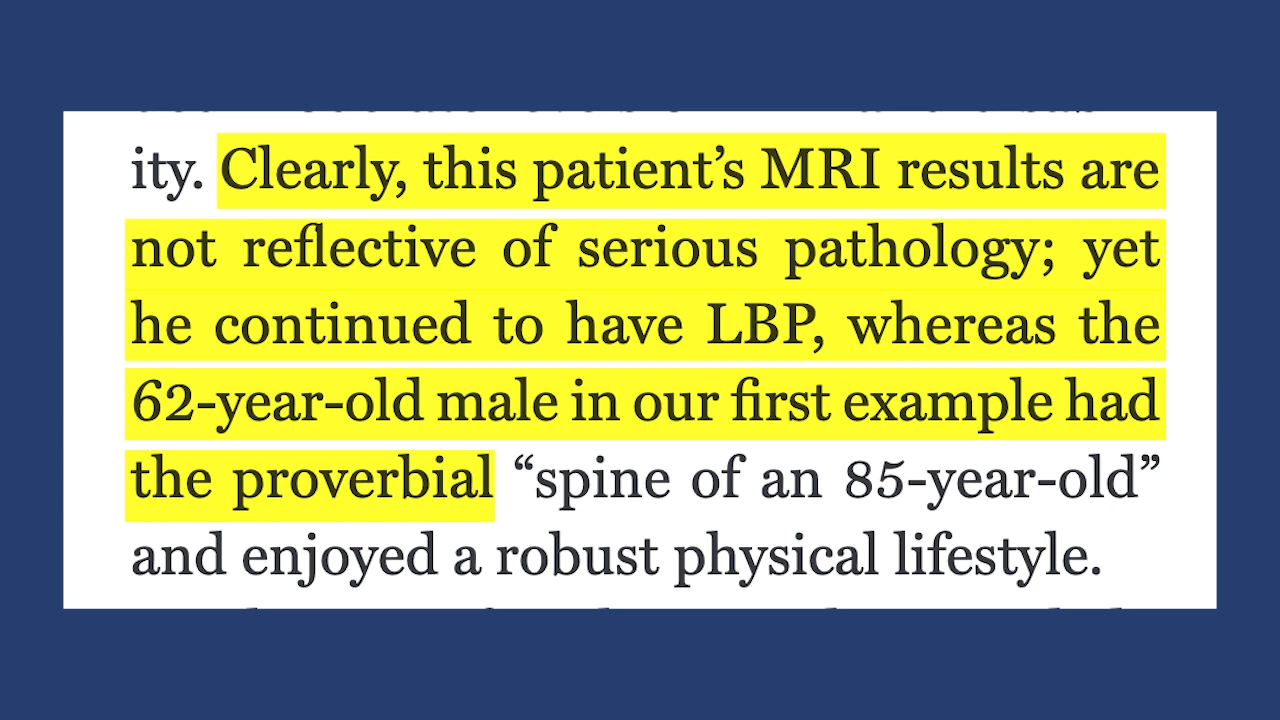 ity. Clearly, this patient’s MRI results are
not reflective of serious pathology; yet
he continued to have LBP, whereas the
62-year-old male in our first example had
the proverbial “spine of an 85-year-old”
and enjoyed a robust physical lifestyle.